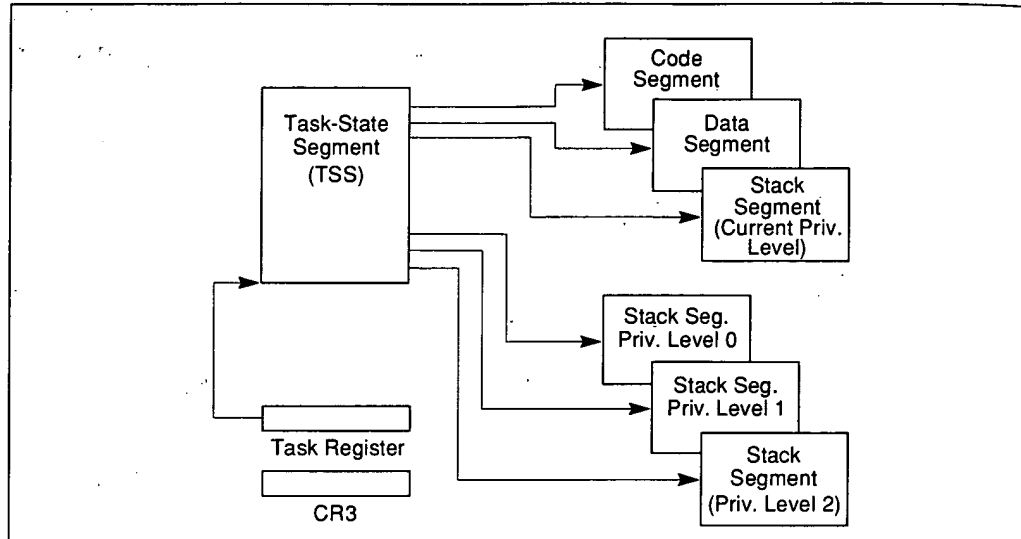 Code
Segment
Task-State
Segment
(TSS)
Data
Segment
Stack
Segment
(Current Priv.
Level)
Stack Seg.
Priv. Level 0
Stack Seg.
Priv. Level 1
Task Register
Stack
Segment
(Priv. Level 2)
CR3